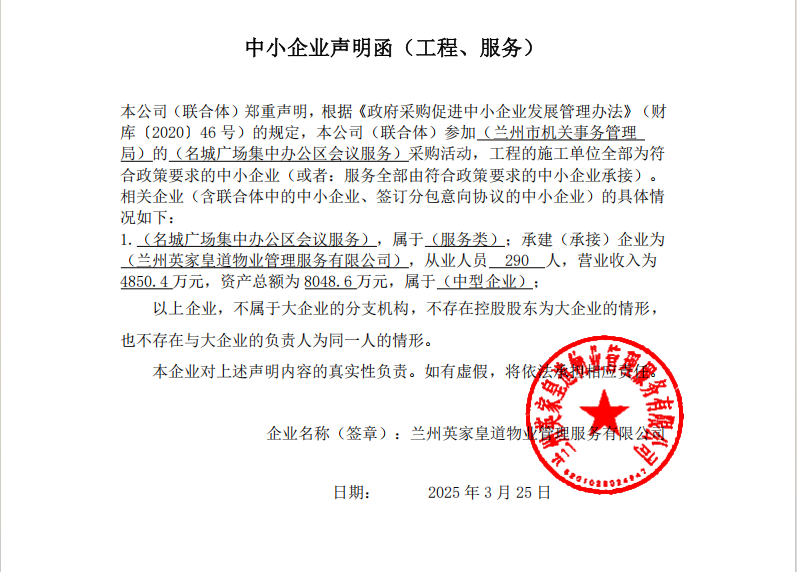 中小企业声明函（工程、服务）
本公司（联合体）郑重声明，根据《政府采购促进中小企业发展管理办法》（财
库〔2020〕46 号）的规定，本公司（联合体）参加（兰州市机关事务管理
局）的（名城广场集中办公区会议服务）采购活动，工程的施工单位全部为符
合政策要求的中小企业（或者：服务全部由符合政策要求的中小企业承接）。
相关企业（含联合体中的中小企业、签订分包意向协议的中小企业）的具体情
况如下：
1.（名城广场集中办公区会议服务），属于（服务类）；承建（承接）企业为
（兰州英家皇道物业管理服务有限公司），从业人员 290 人，营业收入为
4850.4 万元，资产总额为 8048.6 万元，属于（中型企业）；
以上企业，不属于大企业的分支机构，不存在控股股东为大企业的情形，
也不存在与大企业的负责人为同一人的情形。
本企业对上述声明内容的真实性负责。如有虚假，将依法承担相应责任。
企业名称（签章）：兰州英家皇道物业管理服务有限公司
日期： 2025 年 3 月 25 日
兰州英家皇道物业管理服务有限公司
6201028024847